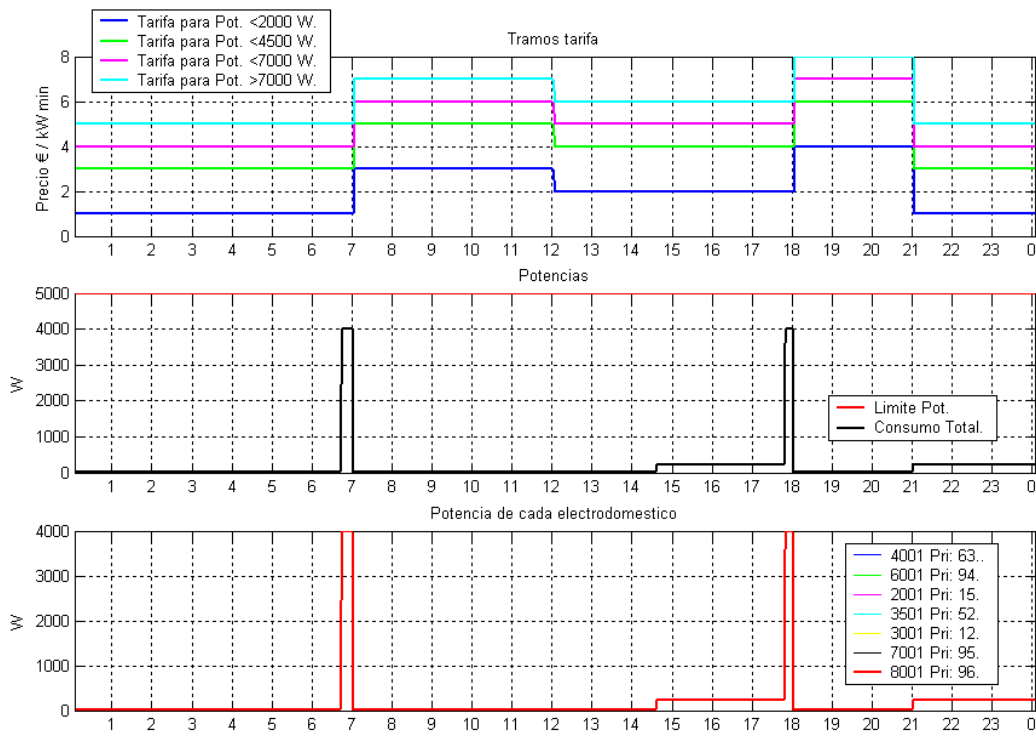 Tarifa para Pot. <2000 W.
Tarifa para Pot. <4500 W.
Tarifa para Pot. <7000 W.
Tarifa para Pot. >7000 W.
Tramos tarifa
Precio € / kW min
8
6
4
2
0
1 2 3 4 5 6 7 8 9 10 11 12 13 14 15 16 17 18 19 20 21 22 23 0
Potencias
W
5000
4000
3000
2000
1000
0
Limite Pot.
Consumo Total.
1 2 3 4 5 6 7 8 9 10 11 12 13 14 15 16 17 18 19 20 21 22 23 0
Potencia de cada electrodomestico
W
4000
3000
2000
1000
0
4001 Pri: 63..
6001 Pri: 94.
2001 Pri: 15.
3501 Pri: 52.
3001 Pri: 12.
7001 Pri: 95.
8001 Pri: 96.
1 2 3 4 5 6 7 8 9 10 11 12 13 14 15 16 17 18 19 20 21 22 23 0